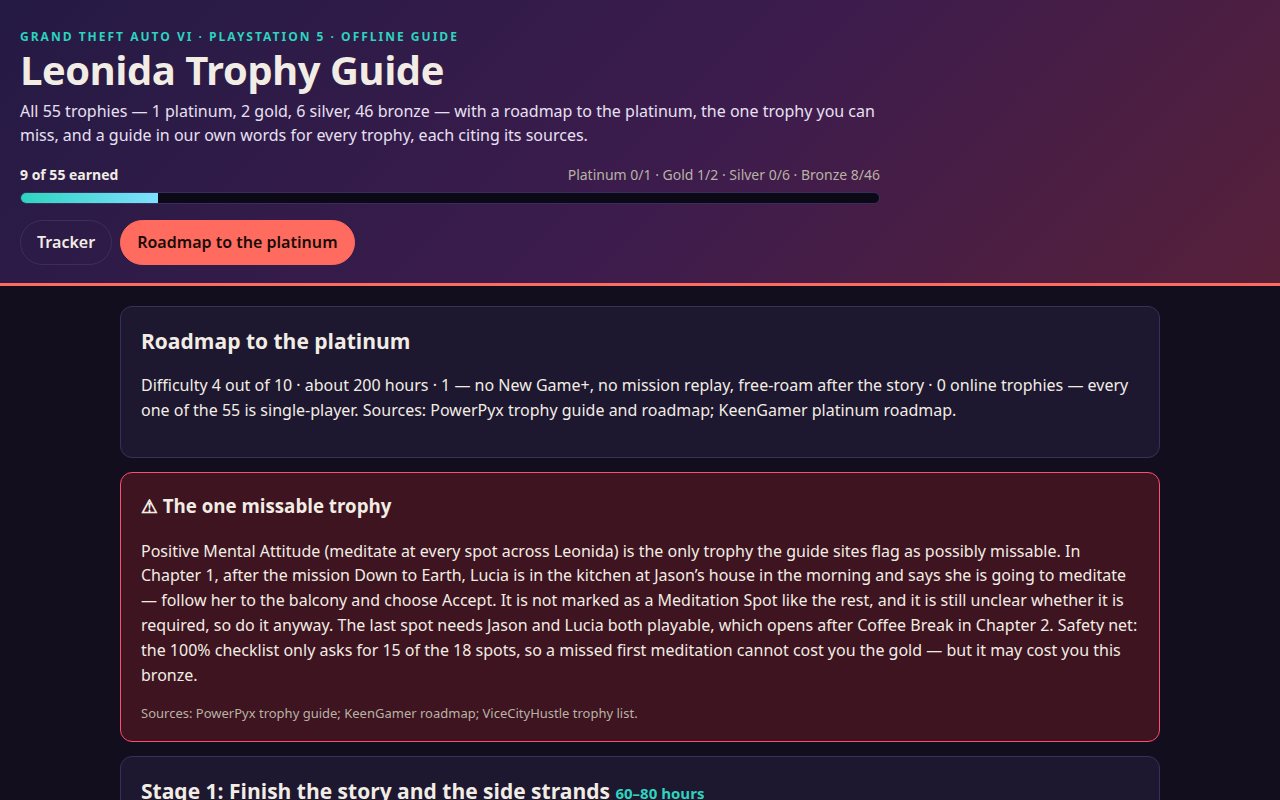 GRAND THEFT AUTO VI · PLAYSTATION 5 · OFFLINE GUIDE
Leonida Trophy Guide
All 55 trophies — 1 platinum, 2 gold, 6 silver, 46 bronze — with a roadmap to the platinum, the one trophy you can
miss, and a guide in our own words for every trophy, each citing its sources.
9 of 55 earned
Platinum 0/1 · Gold 1/2 · Silver 0/6 · Bronze 8/46
Tracker
Roadmap to the platinum
Roadmap to the platinum
Difficulty 4 out of 10 · about 200 hours · 1 — no New Game+, no mission replay, free-roam after the story · 0 online trophies — every
one of the 55 is single-player. Sources: PowerPyx trophy guide and roadmap; KeenGamer platinum roadmap.
⚠ The one missable trophy
Positive Mental Attitude (meditate at every spot across Leonida) is the only trophy the guide sites flag as possibly missable. In
Chapter 1, after the mission Down to Earth, Lucia is in the kitchen at Jason’s house in the morning and says she is going to meditate
— follow her to the balcony and choose Accept. It is not marked as a Meditation Spot like the rest, and it is still unclear whether it is
required, so do it anyway. The last spot needs Jason and Lucia both playable, which opens after Coffee Break in Chapter 2. Safety net:
the 100% checklist only asks for 15 of the 18 spots, so a missed first meditation cannot cost you the gold — but it may cost you this
bronze.
Sources: PowerPyx trophy guide; KeenGamer roadmap; ViceCityHustle trophy list.
Stage 1: Finish the story and the side strands 60–80 hours